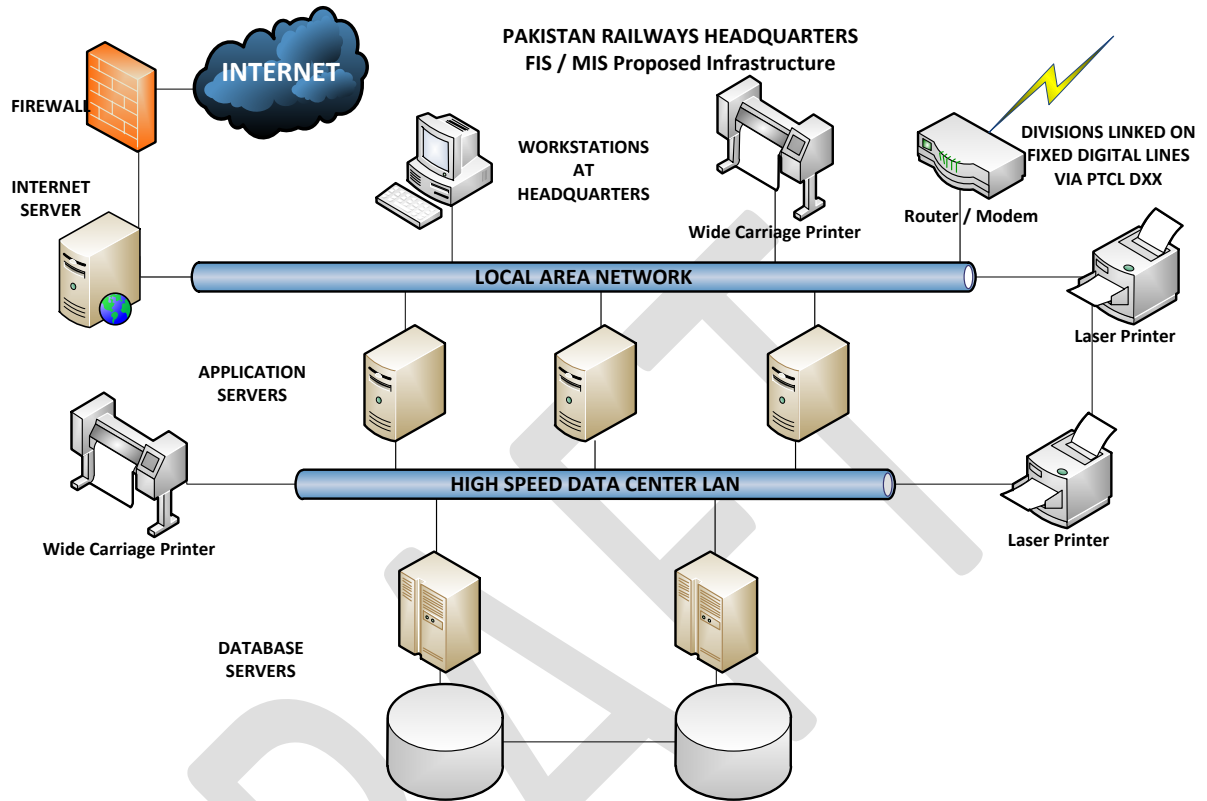 PAKISTAN RAILWAYS HEADQUARTERS
FIS / MIS Proposed Infrastructure
INTERNET
FIREWALL
INTERNET
SERVER
WORKSTATIONS
AT
HEADQUARTERS
Wide Carriage Printer
DIVISIONS LINKED ON
FIXED DIGITAL LINES
VIA PTCL DXX
Router / Modem
LOCAL AREA NETWORK
Laser Printer
APPLICATION
SERVERS
HIGH SPEED DATA CENTER LAN
Wide Carriage Printer
Laser Printer
DATABASE
SERVERS
DRAFT